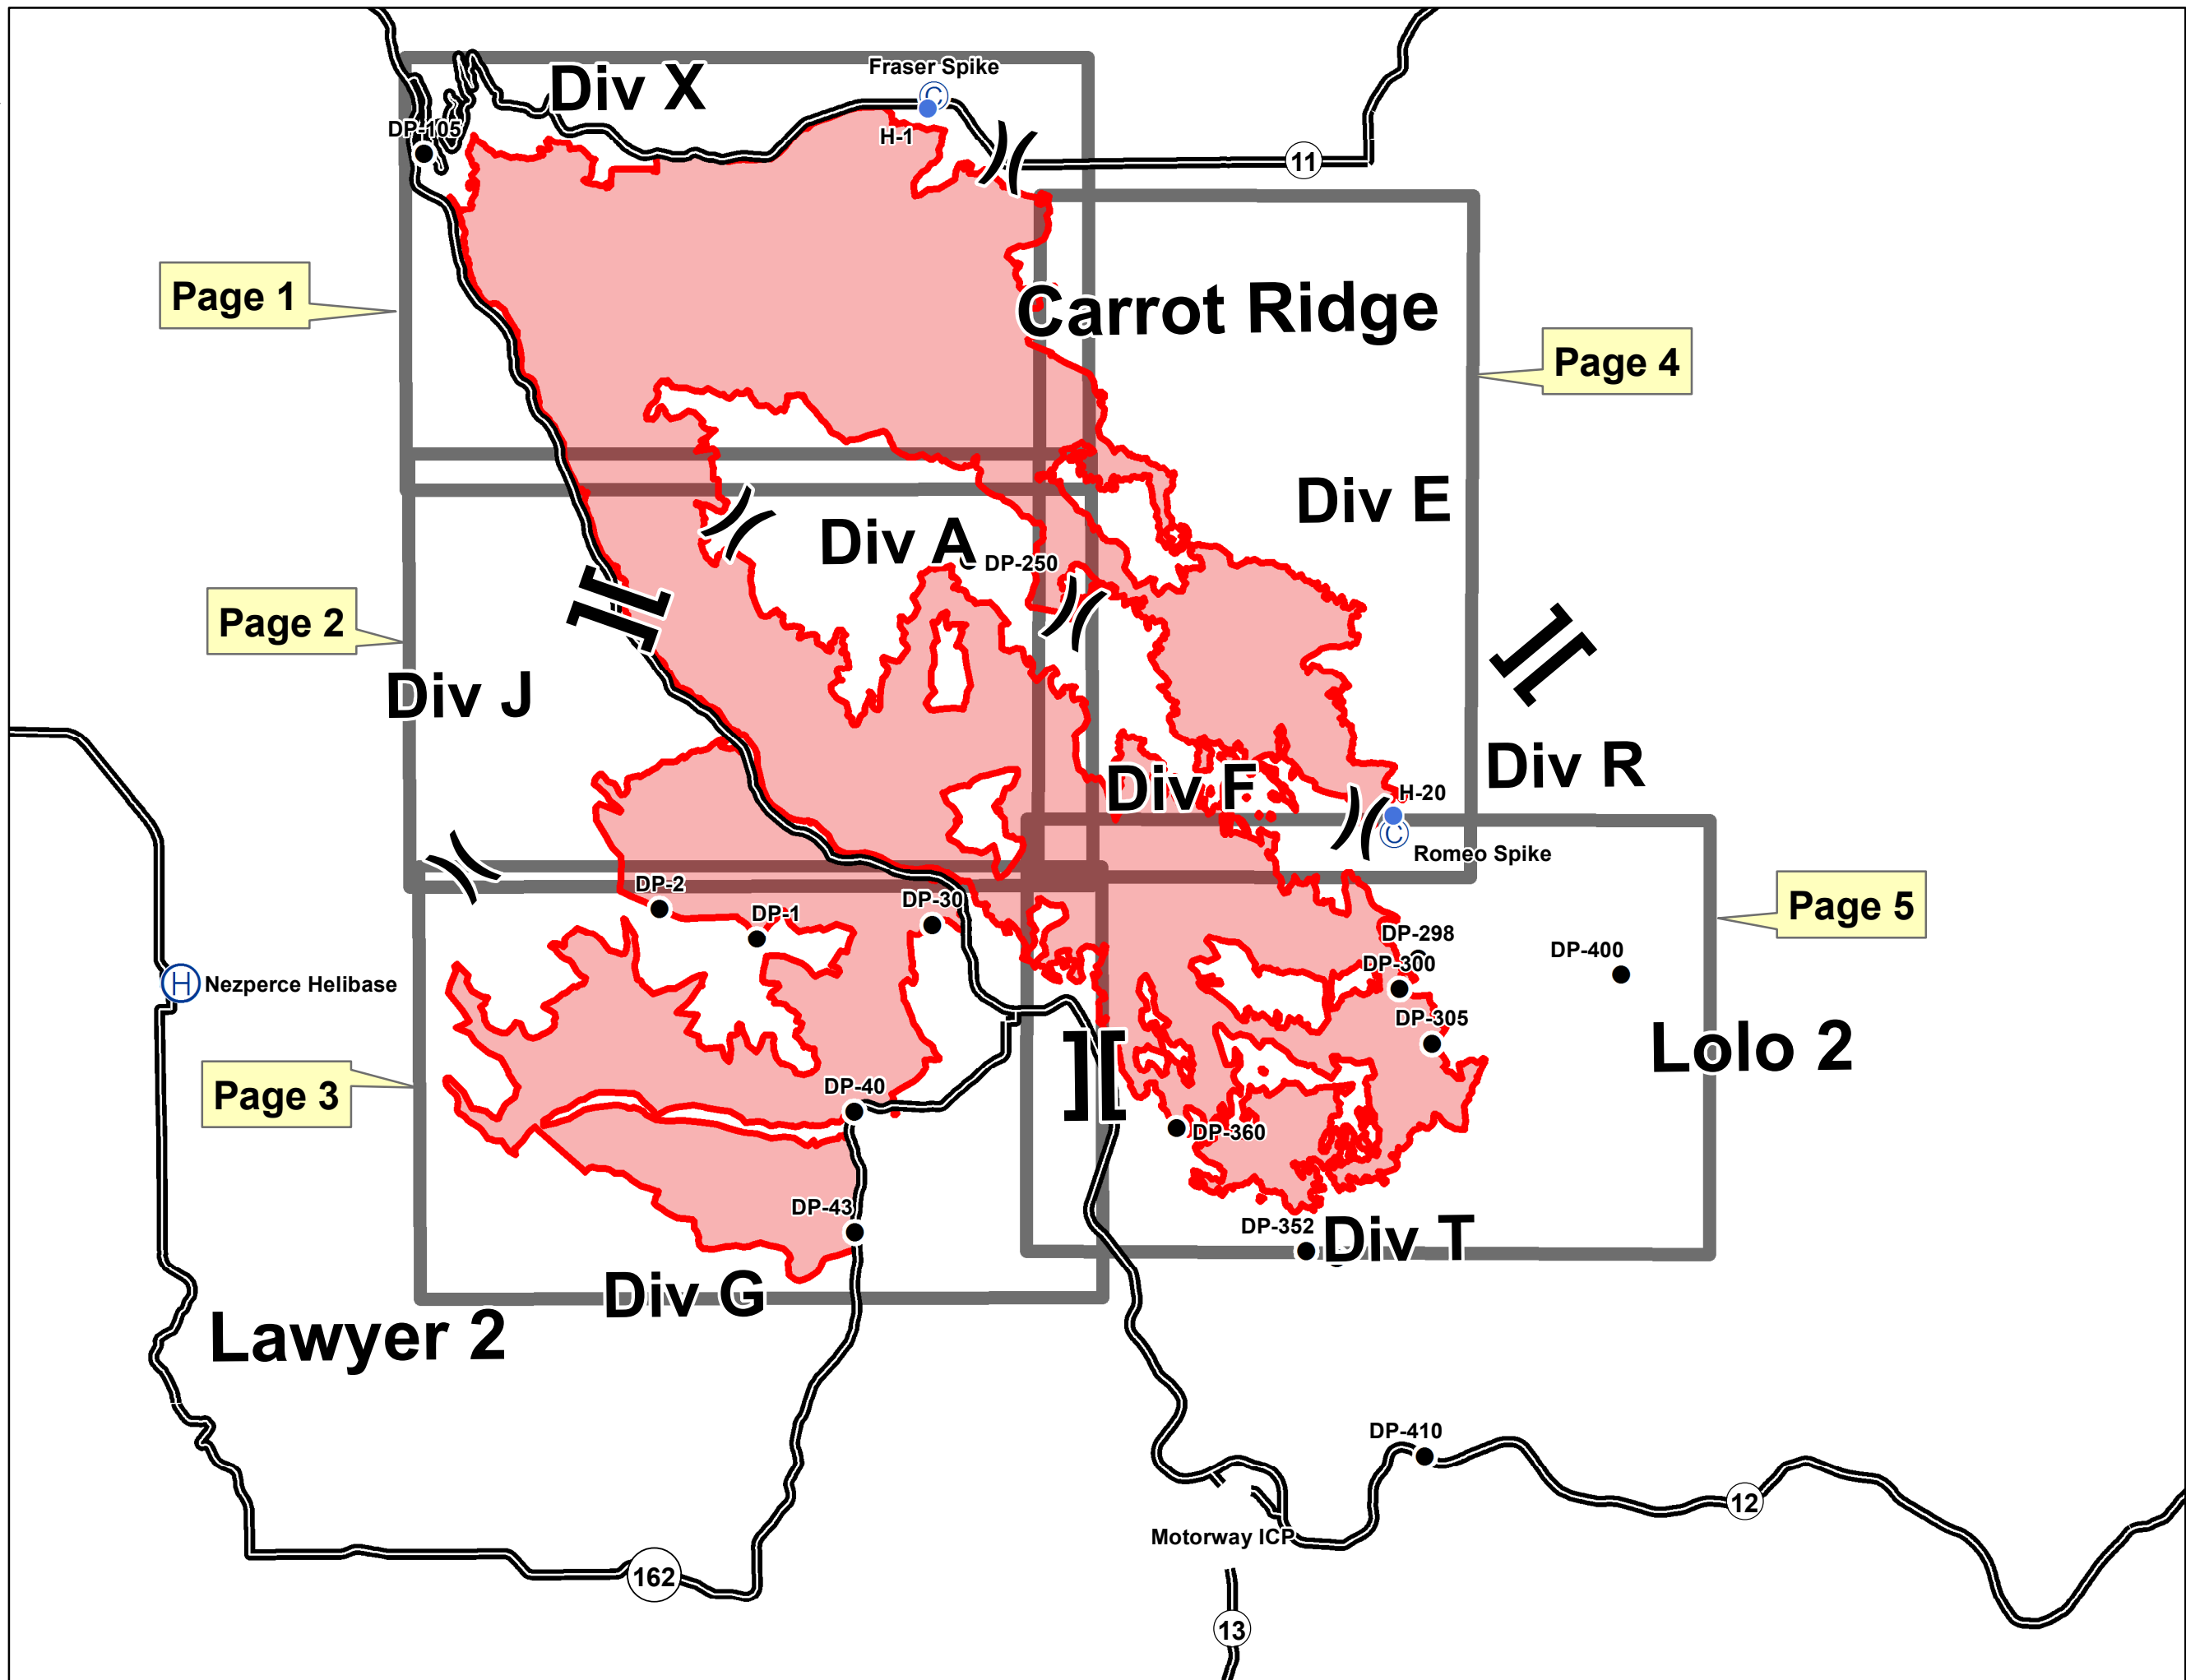 Fraser Spike
Div X
DP-105
H-1
11
Page 1
Carrot Ridge
Page 4
Div E
Div A
DP-250
Page 2
Div J
Div R
Div F
H-20
Romeo Spike
DP-2
DP-1
DP-30
Page 5
DP-298
DP-300
DP-400
H Nezperce Helibase
DP-305
Lolo 2
Page 3
DP-40
DP-360
DP-43
DP-352
Div T
Div G
Lawyer 2
DP-410
12
Motorway ICP
162
13
C
C